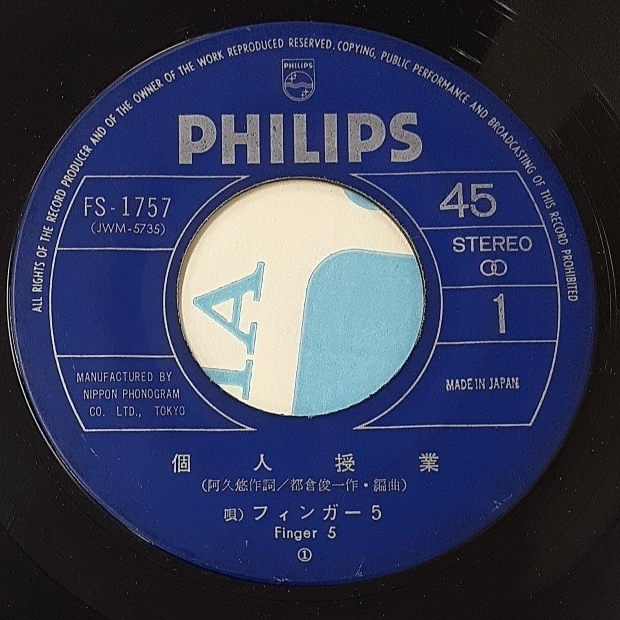 ALL RIGHTS OF THE RECORD PRODUCER AND OF THE OWNER OF THE WORK REPRODUCED RESERVED. COPYING, PUBLIC PERFORMANCE AND BROADCASTING OF THIS RECORD PROHIBITED
PHILIPS
PHILIPS
FS-1757
(JWM-5735)
45
STEREO
1
MADE IN JAPAN
MANUFACTURED BY
NIPPON PHONOGRAM
CO. LTD., TOKYO
IA
個人授業
(阿久悠作詞/都倉俊一作・編曲)
唄) フィンガー5
Finger 5
①